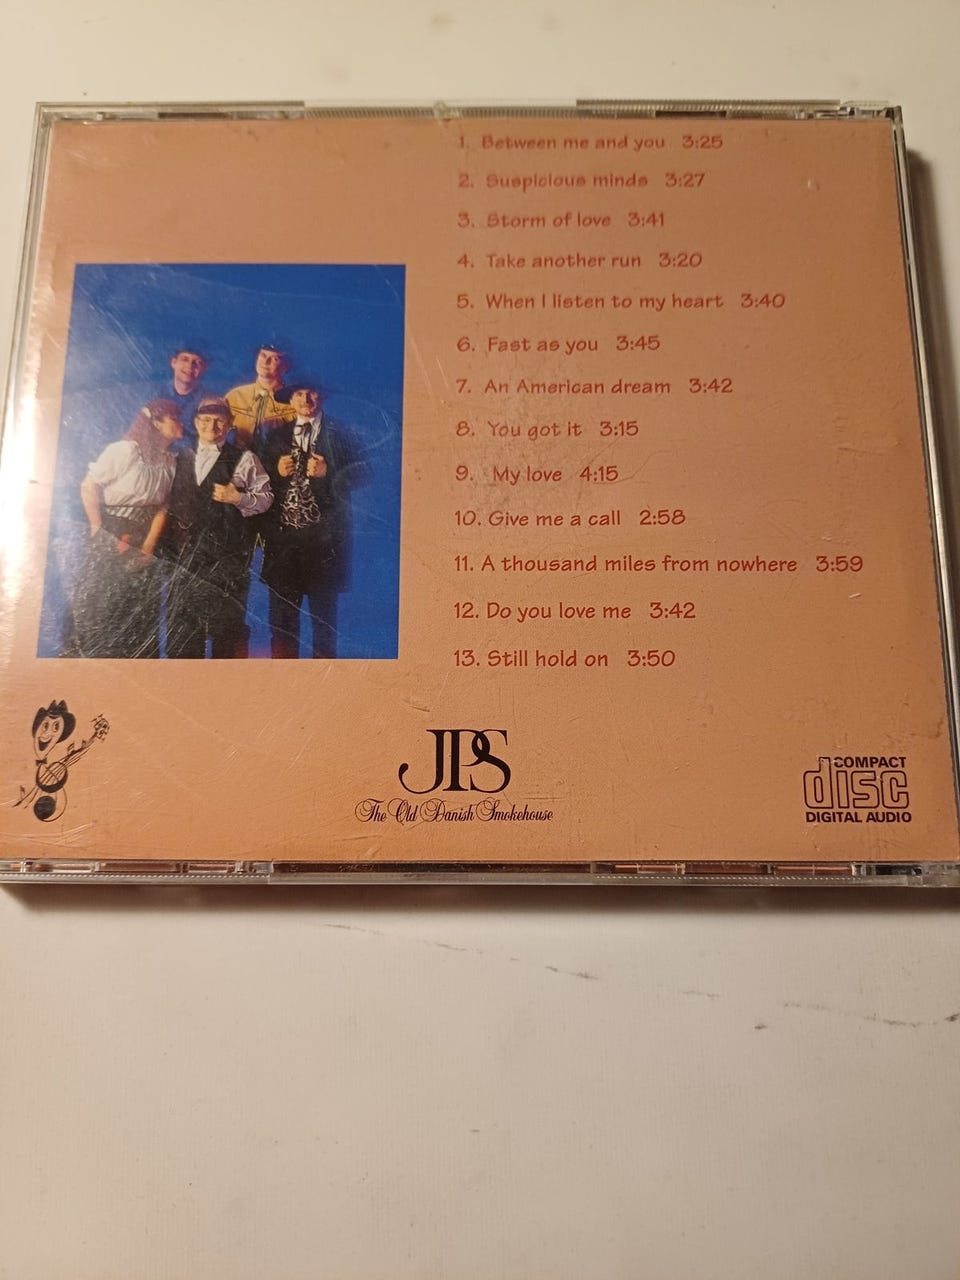 1. Between me and you 3:25
2. Suspicious minds 3:27
3. Storm of love 3:41
4. Take another run 3:20
5. When I listen to my heart 3:40
6. Fast as you 3:45
7. An American dream 3:42
8. You got it 3:15
9. My love 4:15
10. Give me a call 2:58
11. A thousand miles from nowhere 3:59
12. Do you love me 3:42
13. Still hold on 3:50
JPS
The Old Danish Smokehouse
COMPACT
disc
DIGITAL AUDIO